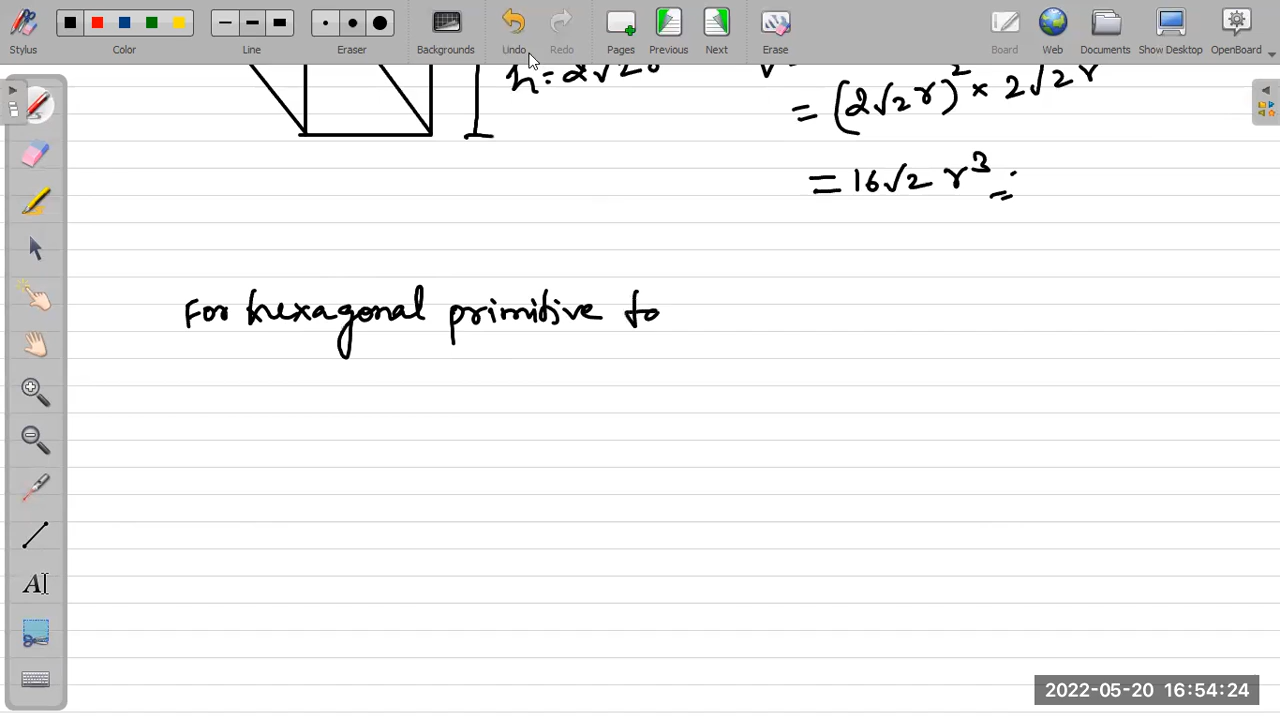 Stylus Color Line Eraser Backgrounds Undo Redo Pages Previous Next Erase Board Web Documents Show Desktop OpenBoard
= (2√2 r)² × 2√2 r
= 16√2 r³
For hexagonal primitive to
2022-05-20 16:54:24